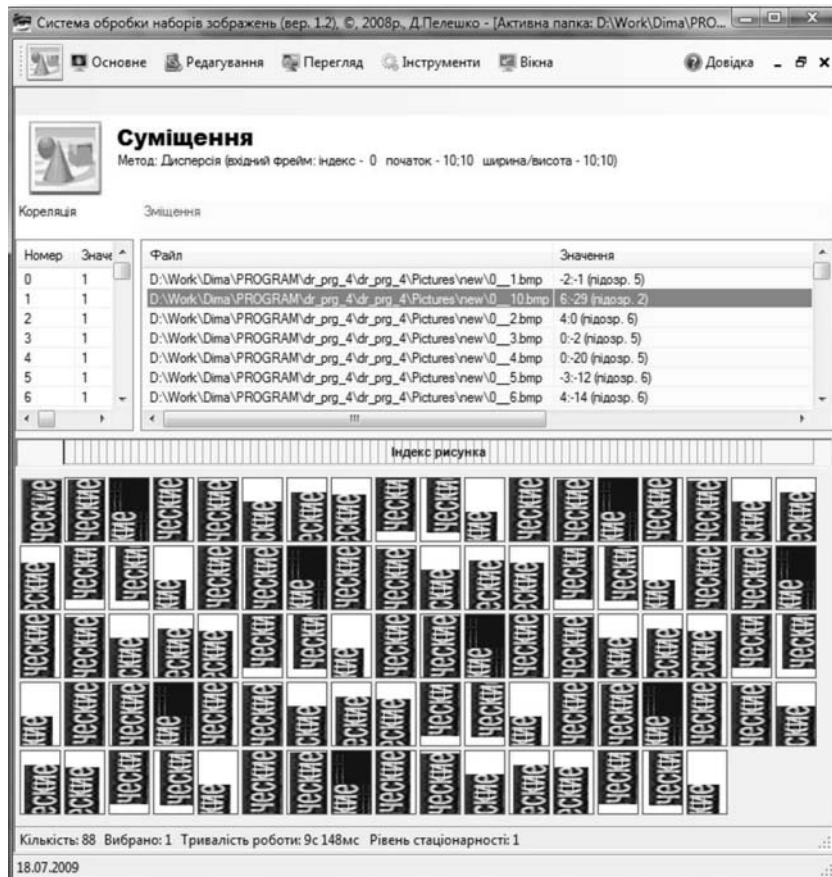 Система обробки наборів зображень (вер. 1.2), ©, 2008р., Д.Пелешко - [Активна папка: D:\Work\Dima\PRO...
Основне Редагування Перегляд Інструменти Вікна Довідка
Суміщення
Метод: Дисперсія (вхідний фрейм: індекс - 0 початок - 10;10 ширина/висота - 10;10)
Кореляція Зміщення
Номер Значе Файл Значення
0 1 D:\Work\Dima\PROGRAM\dr_prg_4\dr_prg_4\Pictures\new\0__1.bmp -2:-1 (підозр. 5)
1 1 D:\Work\Dima\PROGRAM\dr_prg_4\dr_prg_4\Pictures\new\0__10.bmp 6:-29 (підозр. 2)
2 1 D:\Work\Dima\PROGRAM\dr_prg_4\dr_prg_4\Pictures\new\0__2.bmp 4:0 (підозр. 6)
3 1 D:\Work\Dima\PROGRAM\dr_prg_4\dr_prg_4\Pictures\new\0__3.bmp 0:-2 (підозр. 5)
4 1 D:\Work\Dima\PROGRAM\dr_prg_4\dr_prg_4\Pictures\new\0__4.bmp 0:-20 (підозр. 5)
5 1 D:\Work\Dima\PROGRAM\dr_prg_4\dr_prg_4\Pictures\new\0__5.bmp -3:-12 (підозр. 6)
6 1 D:\Work\Dima\PROGRAM\dr_prg_4\dr_prg_4\Pictures\new\0__6.bmp 4:-14 (підозр. 6)
Індекс рисунка
Кількість: 88 Вибрано: 1 Тривалість роботи: 9с 148мс Рівень стаціонарності: 1
18.07.2009